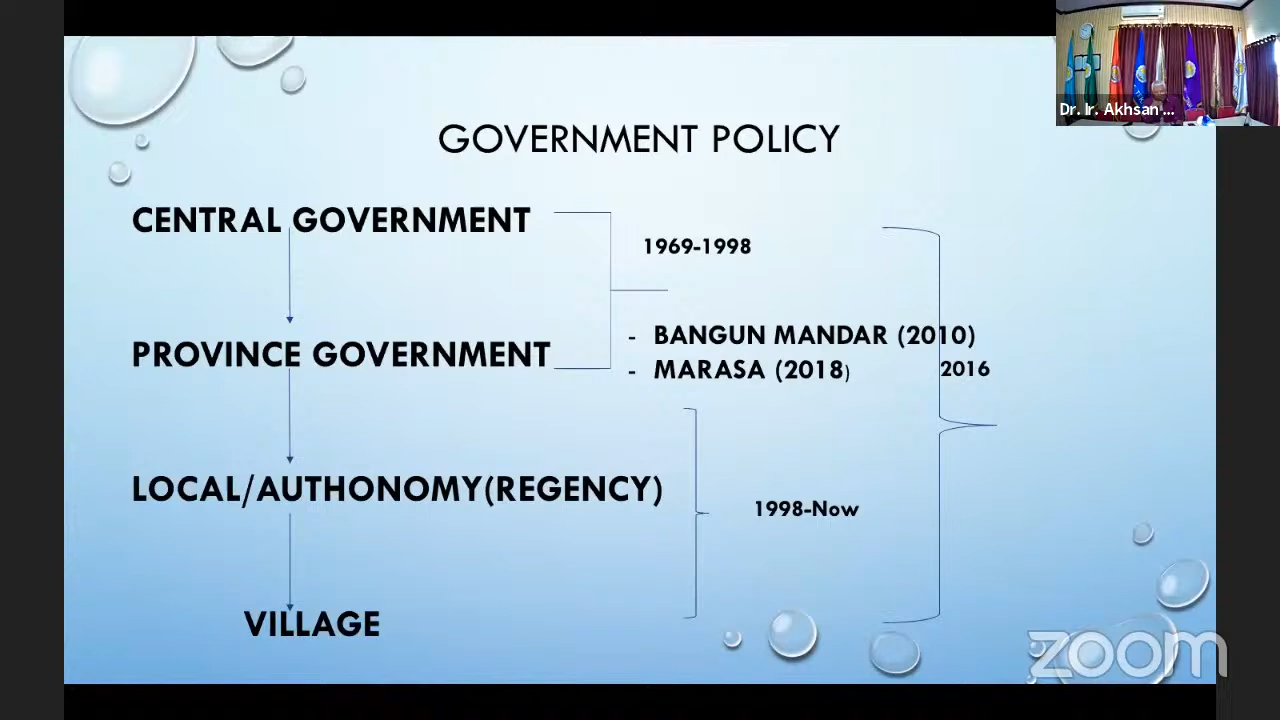 Dr. Ir. Akhsan ...
GOVERNMENT POLICY
CENTRAL GOVERNMENT
1969-1998
PROVINCE GOVERNMENT
- BANGUN MANDAR (2010)
- MARASA (2018)
2016
LOCAL/AUTHONOMY(REGENCY)
1998-Now
VILLAGE
zoom